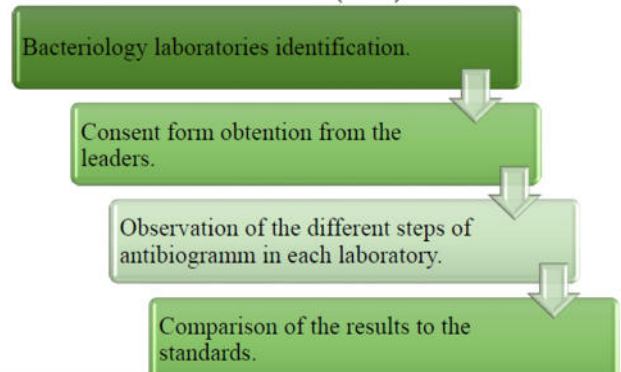 Bacteriology laboratories identification.
Consent form obtention from the
leaders.
Observation of the different steps of
antibiogramm in each laboratory.
Comparison of the results to the
standards.